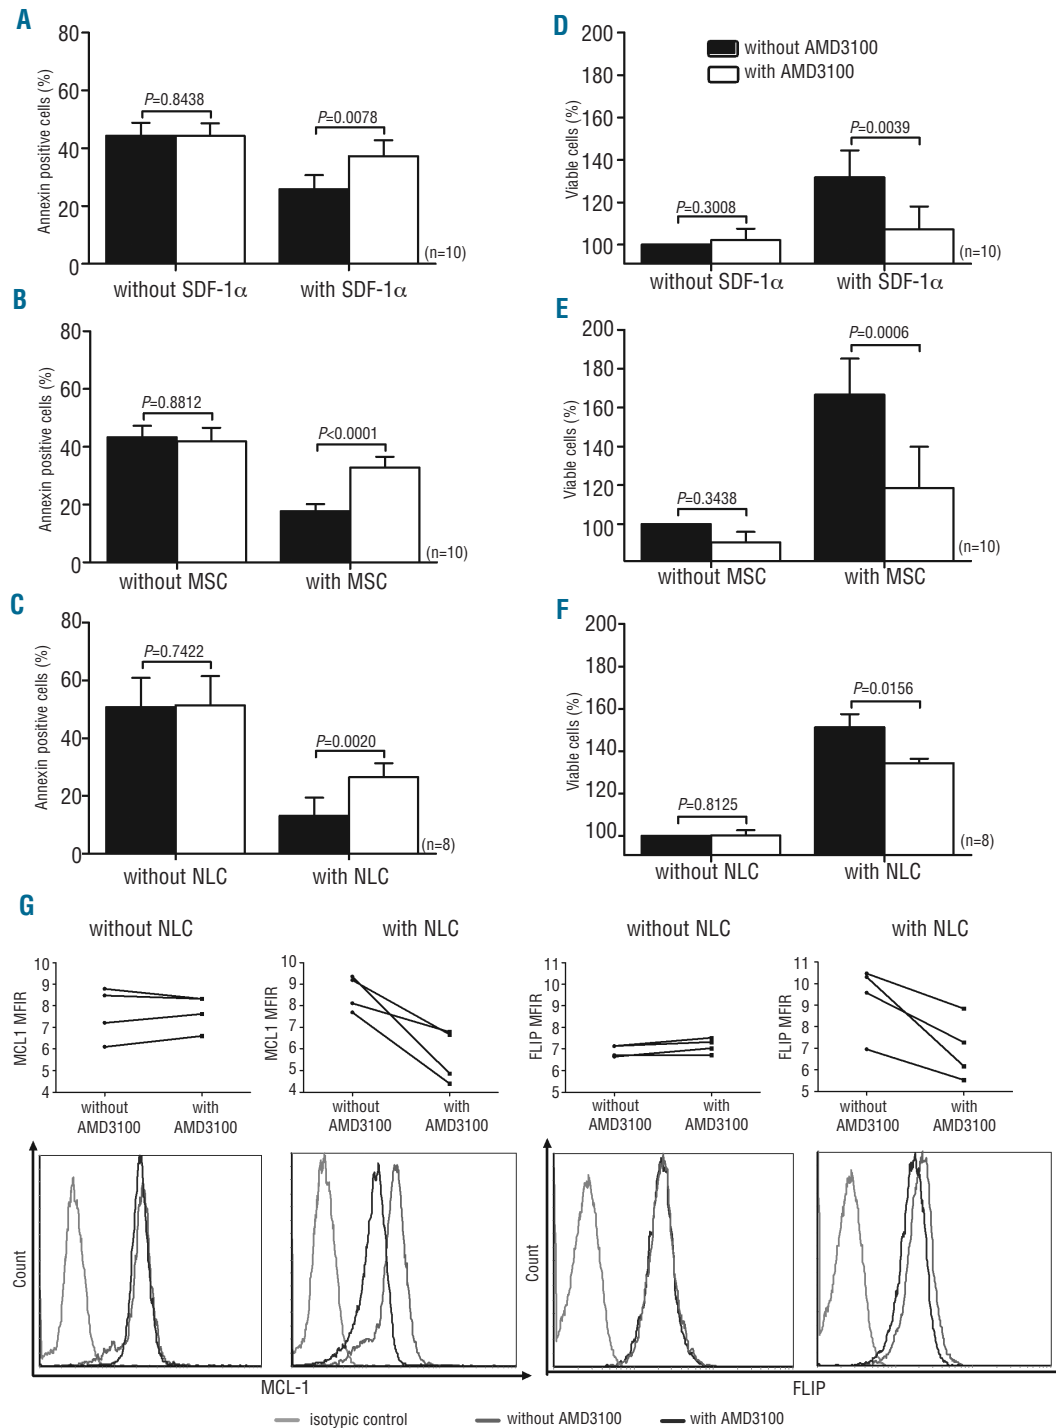 A
80
60
40
20
0
Annexin positive cells (%)
P=0.8438
P=0.0078
(n=10)
without SDF-1α
with SDF-1α
D
200
180
160
140
120
100
Viable cells (%)
without AMD3100
with AMD3100
P=0.3008
P=0.0039
(n=10)
without SDF-1α
with SDF-1α
B
80
60
40
20
0
Annexin positive cells (%)
P=0.8812
P<0.0001
(n=10)
without MSC
with MSC
E
200
180
160
140
120
100
Viable cells (%)
P=0.3438
P=0.0006
(n=10)
without MSC
with MSC
C
80
60
40
20
0
Annexin positive cells (%)
P=0.7422
P=0.0020
(n=8)
without NLC
with NLC
F
200
180
160
140
120
100
Viable cells (%)
P=0.8125
P=0.0156
(n=8)
without NLC
with NLC
G
without NLC
with NLC
without NLC
with NLC
10
9
8
7
6
5
4
MCL1 MFIR
without AMD3100
with AMD3100
10
9
8
7
6
5
4
MCL1 MFIR
without AMD3100
with AMD3100
11
10
9
8
7
6
5
FLIP MFIR
without AMD3100
with AMD3100
11
10
9
8
7
6
5
FLIP MFIR
without AMD3100
with AMD3100
Count
MCL-1
Count
FLIP
isotypic control
without AMD3100
with AMD3100